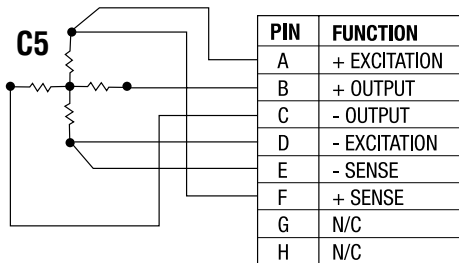 C5
PIN FUNCTION
A + EXCITATION
B + OUTPUT
C - OUTPUT
D - EXCITATION
E - SENSE
F + SENSE
G N/C
H N/C